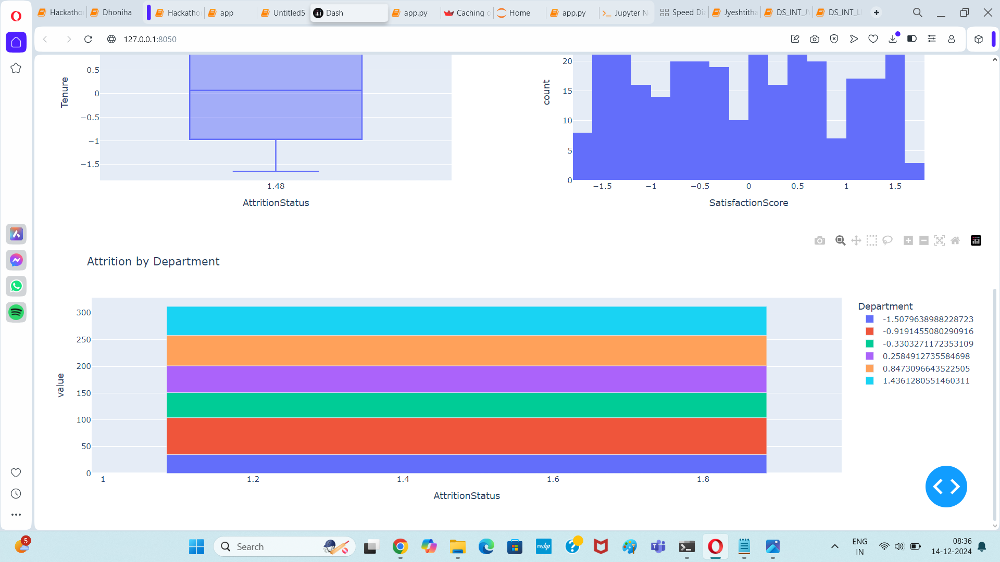 Hackatho
Dhoniha
Hackathor
app
Untitled5
Dash
app.py
Caching o
Home
app.py
Jupyter N
Speed Dia
Jyeshtitha
DS_INT_JY
DS_INT_L
127.0.0.1:8050
Tenure
0.5
0
−0.5
−1
−1.5
1.48
AttritionStatus
count
20
15
10
5
0
−1.5
−1
−0.5
0
0.5
1
1.5
SatisfactionScore
Attrition by Department
value
300
250
200
150
100
50
0
1
1.2
1.4
1.6
1.8
AttritionStatus
Department
-1.5079638988228723
-0.9191455080290916
-0.3303271172353109
0.2584912735584698
0.8473096643522505
1.4361280551460311
5
Search
myhp
ENG
IN
08:36
14-12-2024